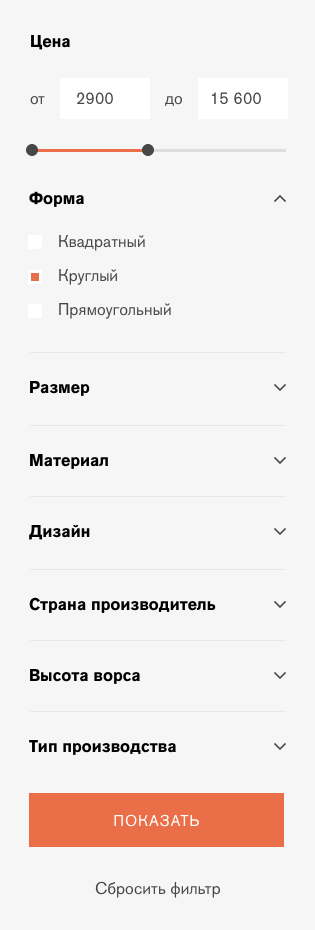 Цена
от 2900 до 15 600
Форма
Квадратный
Круглый
Прямоугольный
Размер
Материал
Дизайн
Страна производитель
Высота ворса
Тип производства
ПОКАЗАТЬ
Сбросить фильтр